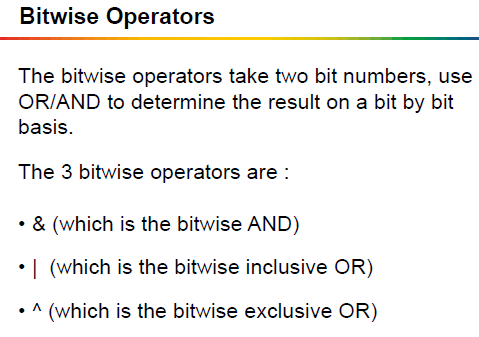 Bitwise Operators
The bitwise operators take two bit numbers, use
OR/AND to determine the result on a bit by bit
basis.
The 3 bitwise operators are :
• & (which is the bitwise AND)
• | (which is the bitwise inclusive OR)
• ^ (which is the bitwise exclusive OR)